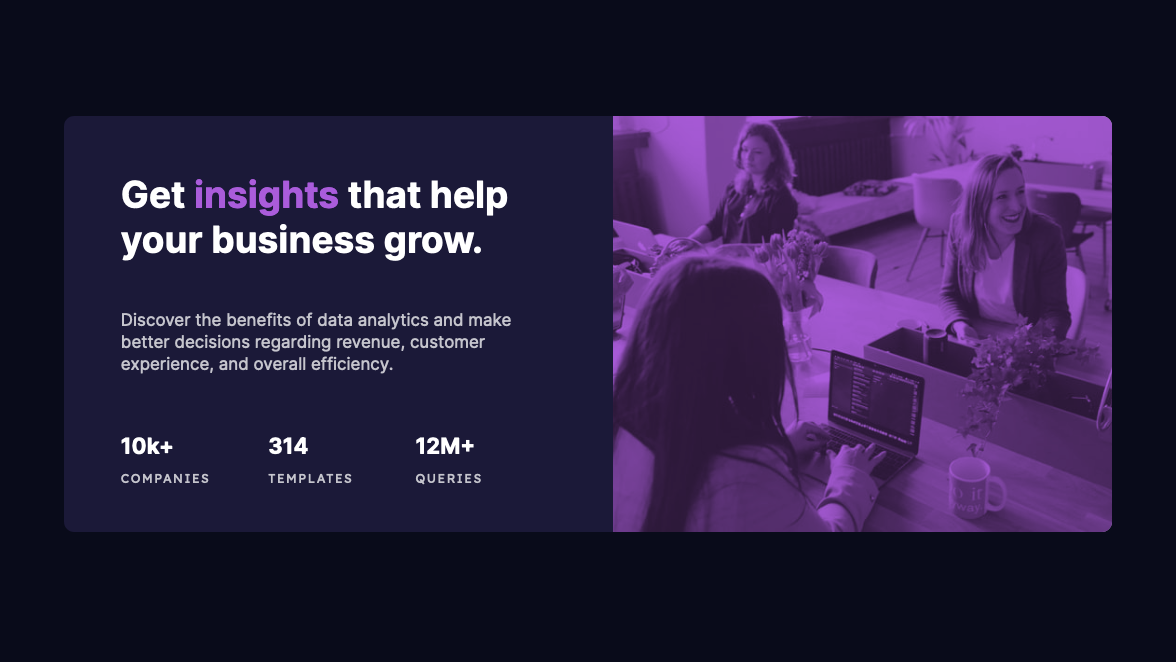 Get insights that help
your business grow.
Discover the benefits of data analytics and make
better decisions regarding revenue, customer
experience, and overall efficiency.
10k+ 314 12M+
COMPANIES TEMPLATES QUERIES